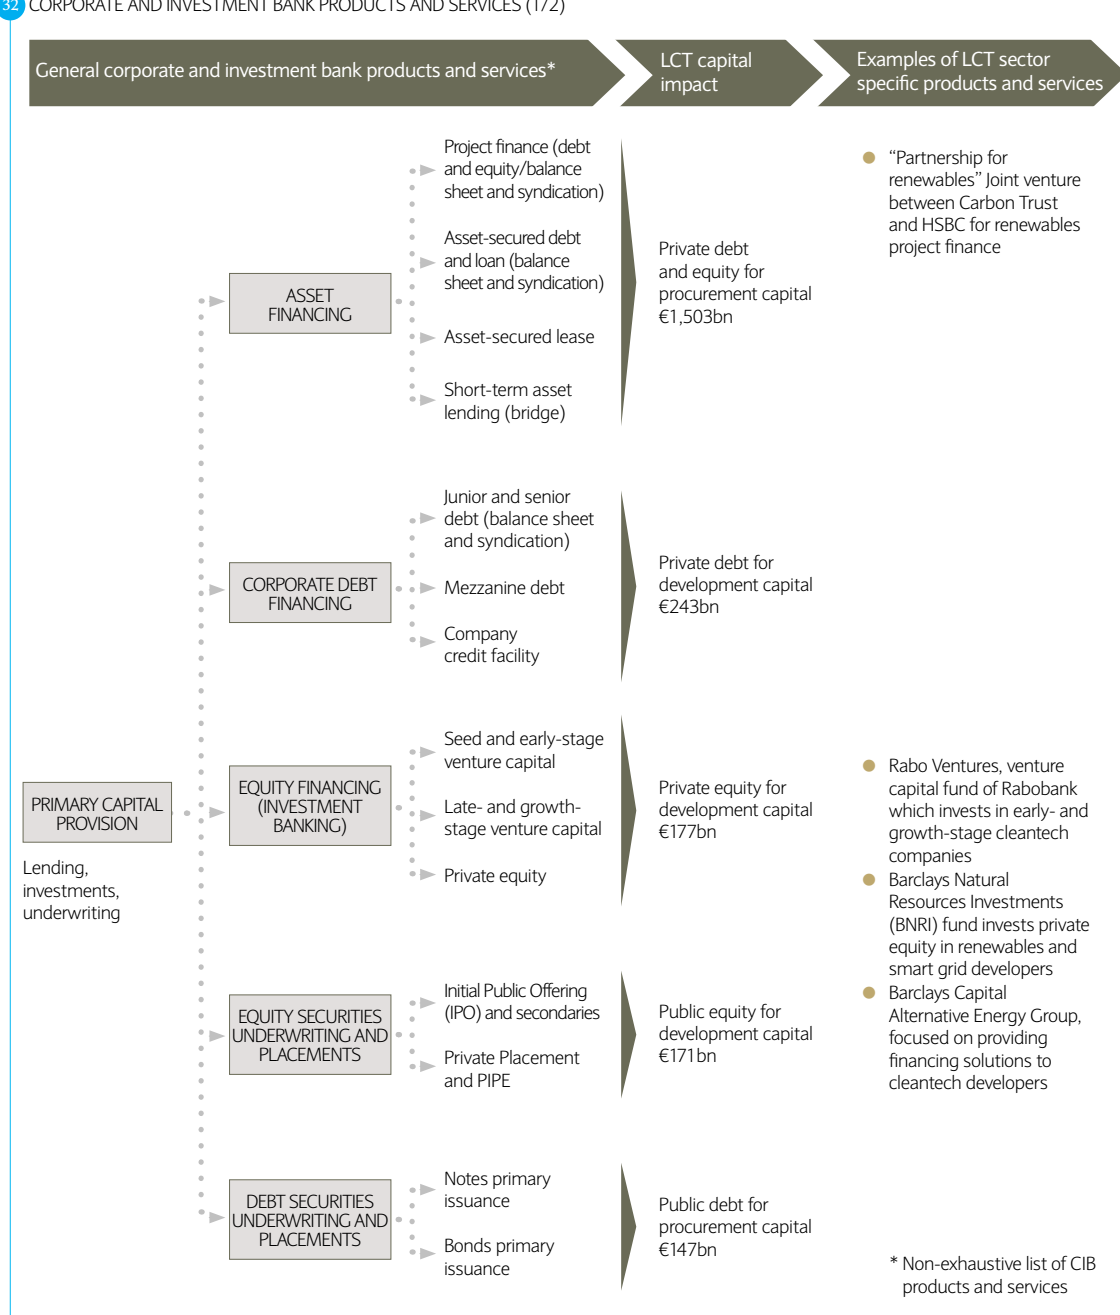 32 CORPORATE AND INVESTMENT BANK PRODUCTS AND SERVICES (1/2)
General corporate and investment bank products and services*
LCT capital
impact
Examples of LCT sector
specific products and services
PRIMARY CAPITAL
PROVISION
Lending,
investments,
underwriting
ASSET
FINANCING
Project finance (debt
and equity/balance
sheet and syndication)
Asset-secured debt
and loan (balance
sheet and syndication)
Asset-secured lease
Short-term asset
lending (bridge)
Private debt
and equity for
procurement capital
€1,503bn
“Partnership for
renewables” Joint venture
between Carbon Trust
and HSBC for renewables
project finance
CORPORATE DEBT
FINANCING
Junior and senior
debt (balance sheet
and syndication)
Mezzanine debt
Company
credit facility
Private debt for
development capital
€243bn
EQUITY FINANCING
(INVESTMENT
BANKING)
Seed and early-stage
venture capital
Late- and growth-
stage venture capital
Private equity
Private equity for
development capital
€177bn
Rabo Ventures, venture
capital fund of Rabobank
which invests in early- and
growth-stage cleantech
companies
Barclays Natural
Resources Investments
(BNRI) fund invests private
equity in renewables and
smart grid developers
Barclays Capital
Alternative Energy Group,
focused on providing
financing solutions to
cleantech developers
EQUITY SECURITIES
UNDERWRITING AND
PLACEMENTS
Initial Public Offering
(IPO) and secondaries
Private Placement
and PIPE
Public equity for
development capital
€171bn
DEBT SECURITIES
UNDERWRITING AND
PLACEMENTS
Notes primary
issuance
Bonds primary
issuance
Public debt for
procurement capital
€147bn
* Non-exhaustive list of CIB
products and services